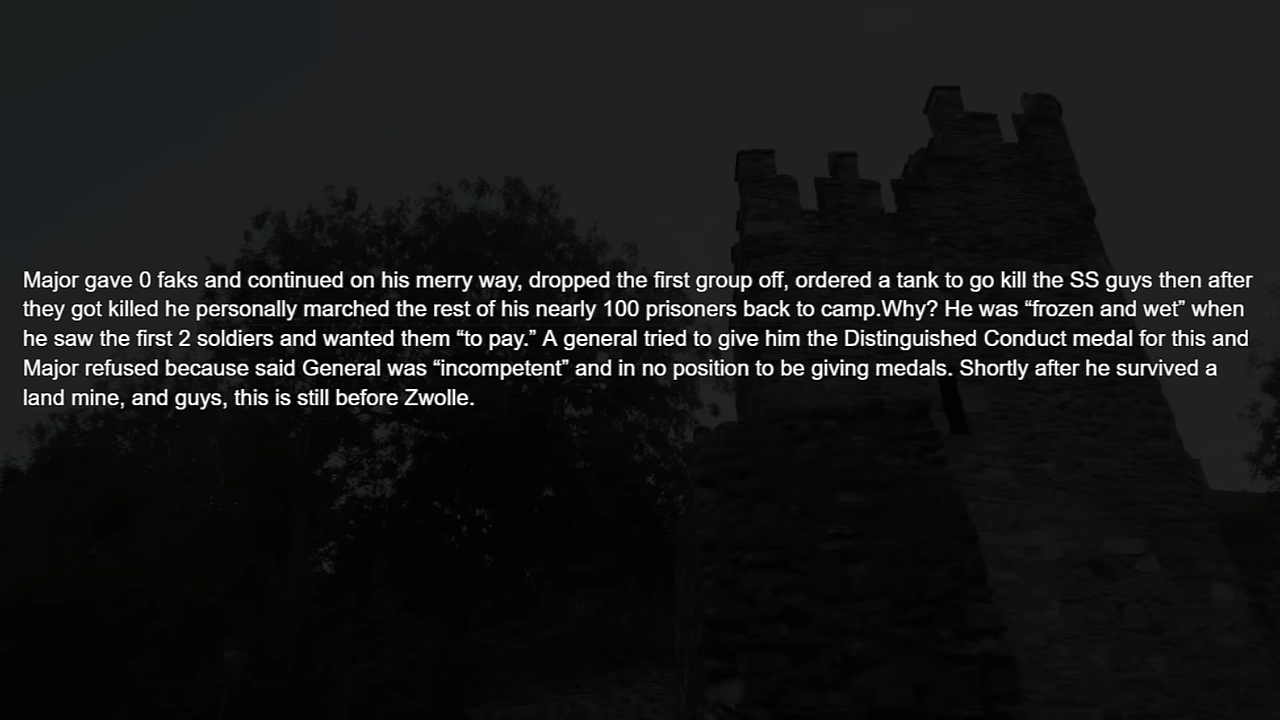 Major gave 0 faks and continued on his merry way, dropped the first group off, ordered a tank to go kill the SS guys then after
they got killed he personally marched the rest of his nearly 100 prisoners back to camp.Why? He was “frozen and wet” when
he saw the first 2 soldiers and wanted them “to pay.” A general tried to give him the Distinguished Conduct medal for this and
Major refused because said General was “incompetent” and in no position to be giving medals. Shortly after he survived a
land mine, and guys, this is still before Zwolle.